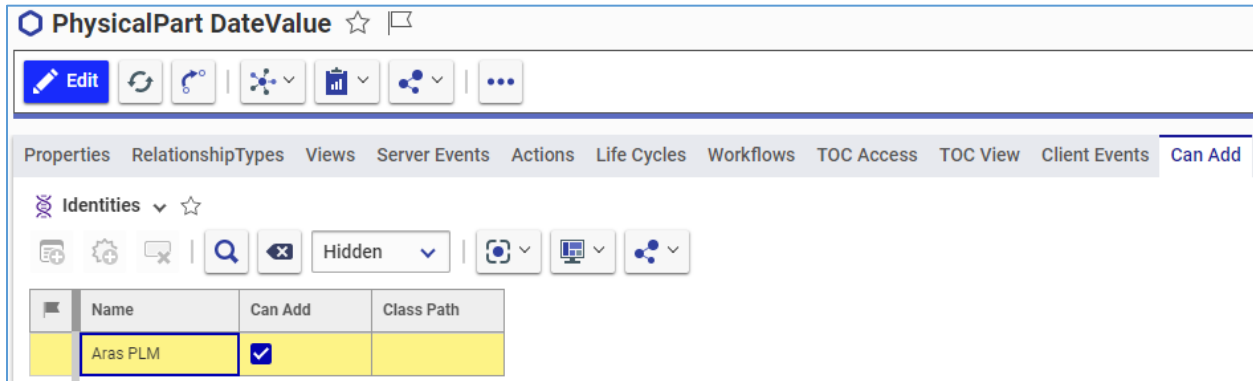 PhysicalPart DateValue
Edit
Properties RelationshipTypes Views Server Events Actions Life Cycles Workflows TOC Access TOC View Client Events Can Add
Identities
Hidden
Name Can Add Class Path
Aras PLM